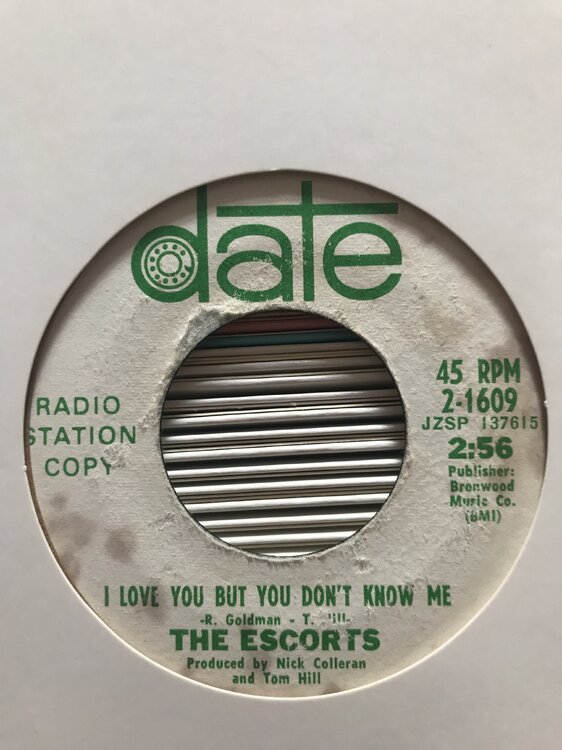 date
RADIO
STATION
COPY
45 RPM
2-1609
JZSP 137615
2:56
Publisher:
Bronwood
Music Co.
(BMI)
I LOVE YOU BUT YOU DON'T KNOW ME
-R. Goldman - T.
THE ESCORTS
Produced by Nick Colleran
and Tom Hill